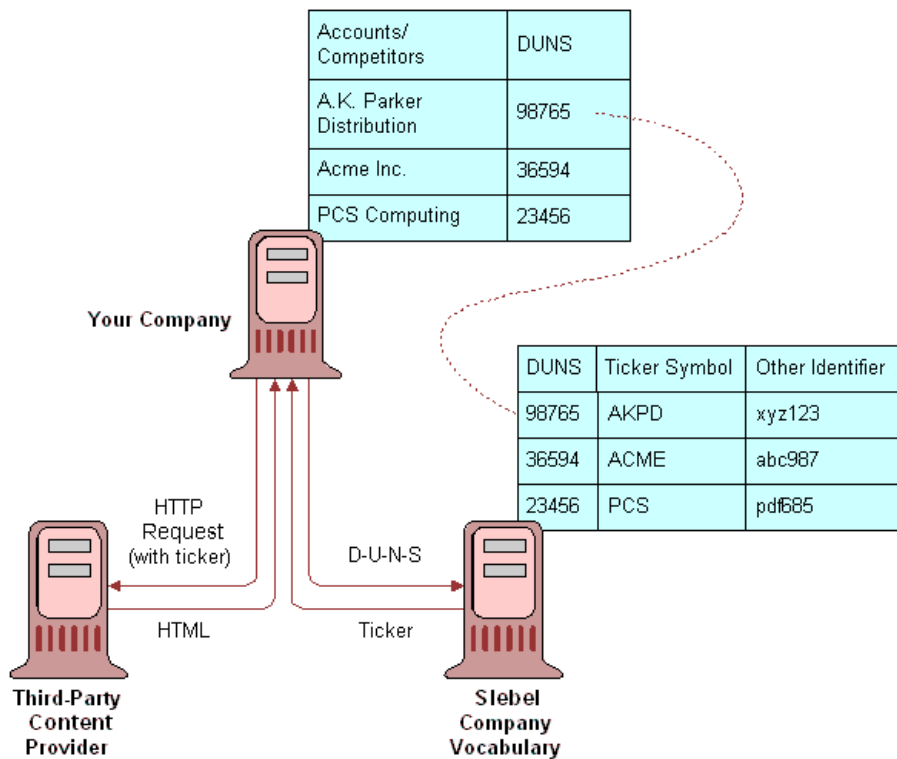 Accounts/
Competitors
DUNS
A.K. Parker
Distribution
98765
Acme Inc.
36594
PCS Computing
23456
Your Company
DUNS
Ticker Symbol
Other Identifier
98765
AKPD
xyz123
36594
ACME
abc987
23456
PCS
pdf685
HTTP
Request
(with ticker)
D-U-N-S
HTML
Ticker
Third-Party
Content
Provider
Slebel
Company
Vocabulary